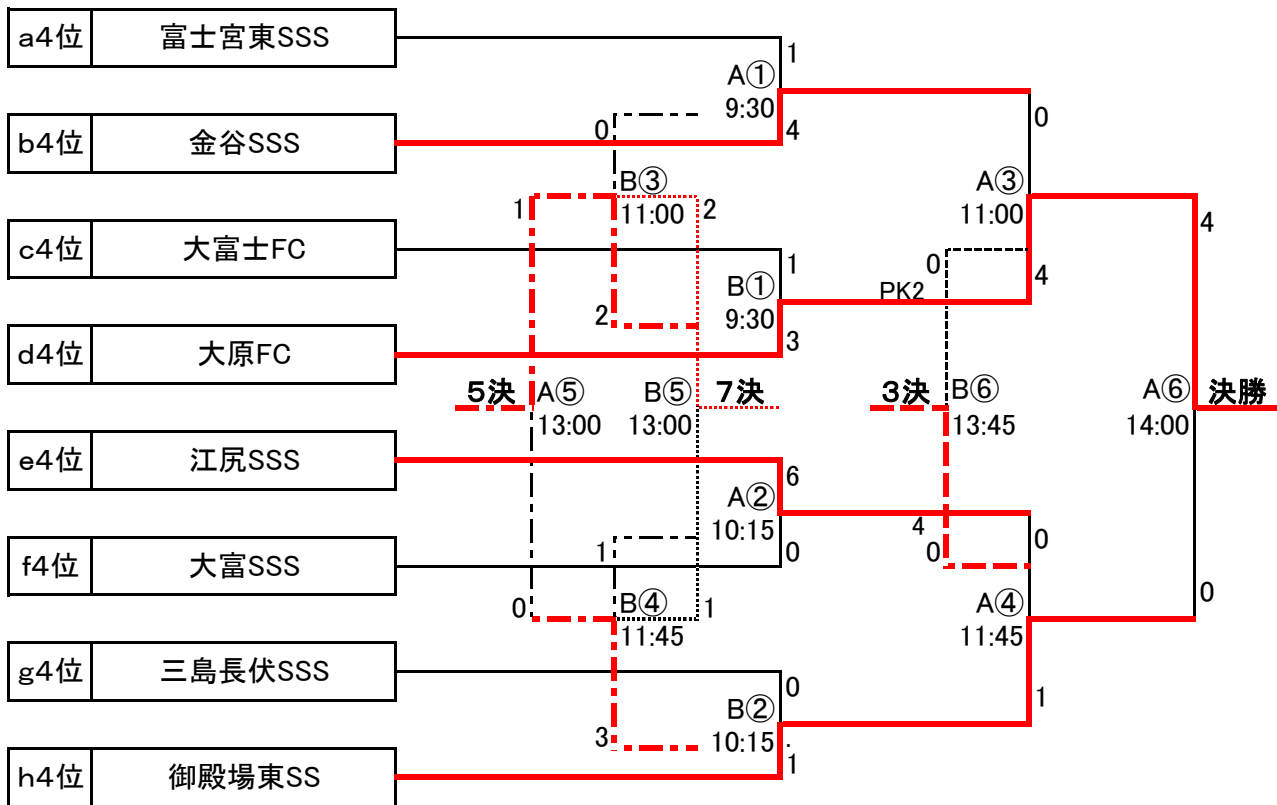 a4位 富士宮東SSS
1
A①
9:30
0
4
b4位 金谷SSS
0
B③
11:00
1
2
A③
11:00
4
c4位 大富士FC
1
0
4
B①
PK2
9:30
2
3
d4位 大原FC
5決
A⑤
13:00
B⑤
13:00
7決
3決
B⑥
13:45
A⑥
14:00
決勝
e4位 江尻SSS
6
A②
10:15
4
0
0
1
0
f4位 大富SSS
0
B④
11:45
1
A④
11:45
0
g4位 三島長伏SSS
0
1
B②
10:15
.
3
1
h4位 御殿場東SS